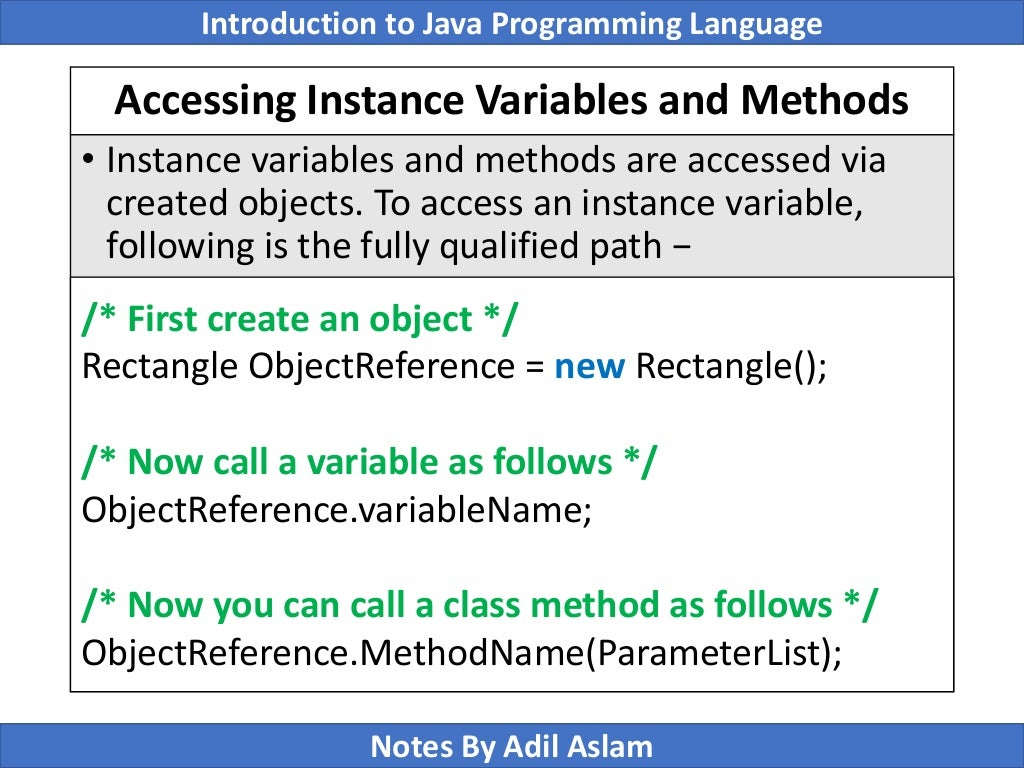 Introduction to Java Programming Language
Accessing Instance Variables and Methods
• Instance variables and methods are accessed via
created objects. To access an instance variable,
following is the fully qualified path −
/* First create an object */
Rectangle ObjectReference = new Rectangle();
/* Now call a variable as follows */
ObjectReference.variableName;
/* Now you can call a class method as follows */
ObjectReference.MethodName(ParameterList);
Notes By Adil Aslam